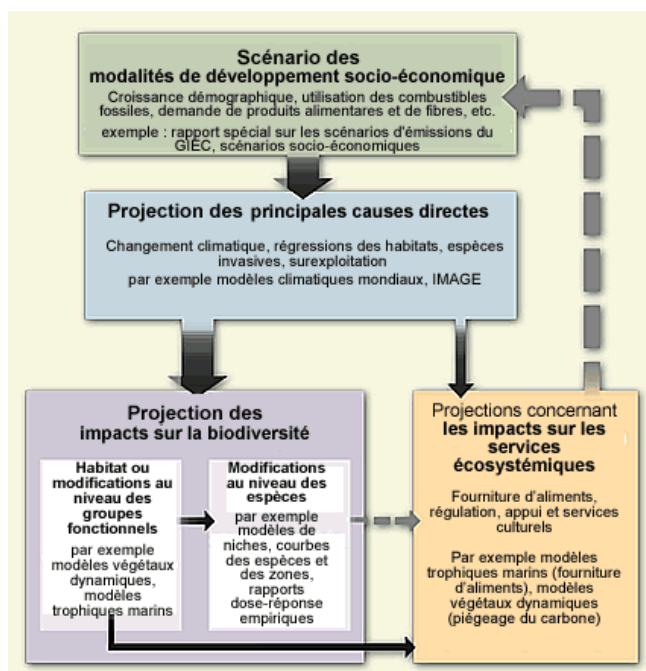 Scénario des
modalités de développement socio-économique
Croissance démographique, utilisation des combustibles
fossiles, demande de produits alimentaires et de fibres, etc.
exemple : rapport spécial sur les scénarios d'émissions du
GIEC, scénarios socio-économiques
Projection des principales causes directes
Changement climatique, régressions des habitats, espèces
invasives, surexploitation
par exemple modèles climatiques mondiaux, IMAGE
Projection des
impacts sur la biodiversité
Habitat ou
modifications au
niveau des
groupes
fonctionnels
par exemple
modèles végétaux
dynamiques,
modèles
trophiques marins
Modifications
au niveau des
espèces
par exemple
modèles de
niches, courbes
des espèces et
des zones,
rapports
dose-réponse
empiriques
Projections concernant
les impacts sur les
services
écosystémiques
Fourniture d'aliments,
régulation, appui et services
culturels
Par exemple modèles
trophiques marins (fourniture
d'aliments), modèles
végétaux dynamiques
(piégeage du carbone)